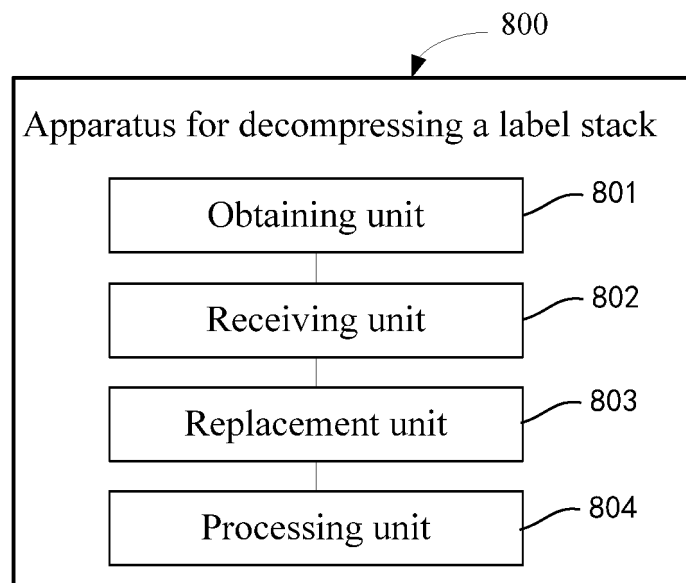 800
Apparatus for decompressing a label stack
Obtaining unit
801
Receiving unit
802
Replacement unit
803
Processing unit
804